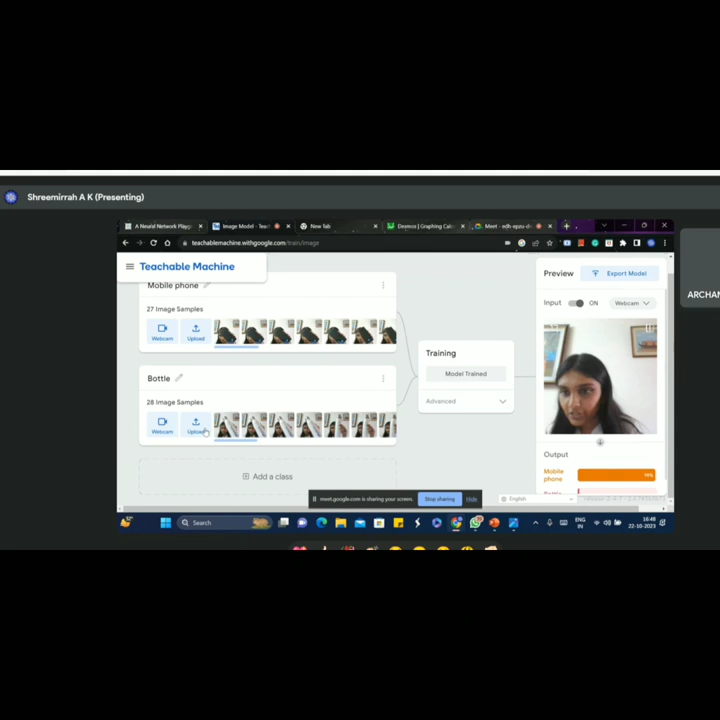 Shreemirrah A K (Presenting)
A Neural Network Playg
Image Model - Teac
New Tab
Desmos | Graphing Calc
Meet - edh-epzu-d
teachablemachine.withgoogle.com/train/image
Teachable Machine
Mobile phone
27 Image Samples
Webcam
Upload
Bottle
28 Image Samples
Webcam
Upload
Add a class
Training
Model Trained
Advanced
Preview
Export Model
Input
ON
Webcam
Output
Mobile
phone
ARCHAN
meet.google.com is sharing your screen.
Stop sharing
Hide
English
Search
ENG
IN
16:49
22-10-2023